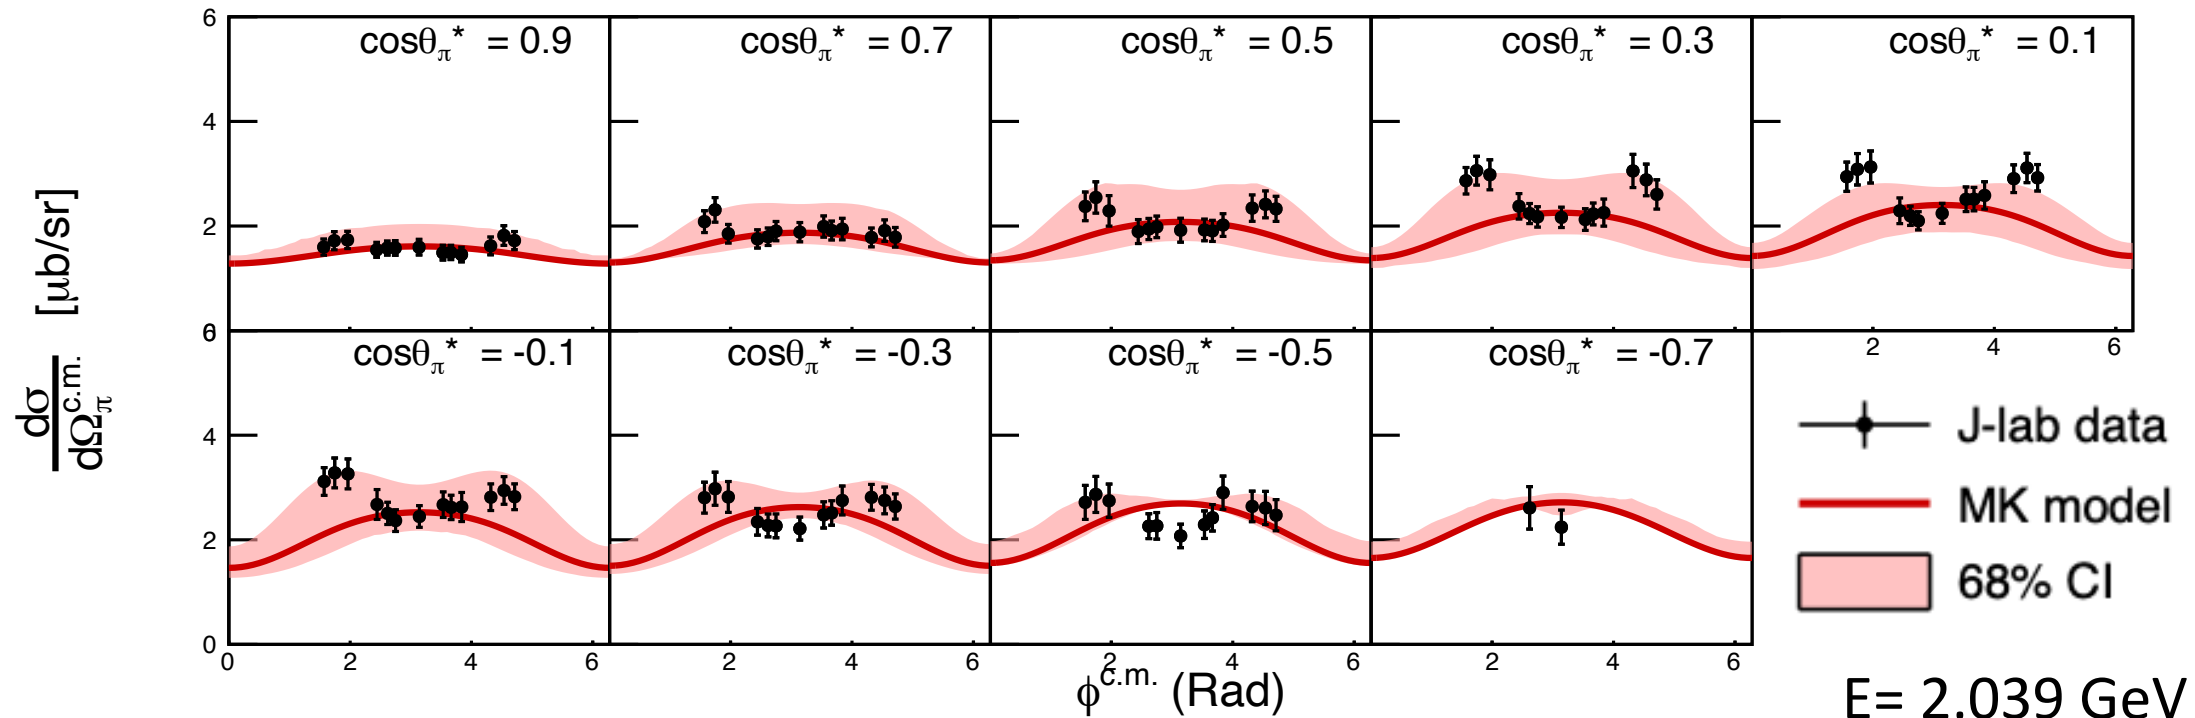 6 cosθπ* = 0.9 cosθπ* = 0.7 cosθπ* = 0.5 cosθπ* = 0.3 cosθπ* = 0.1
4
2
6 cosθπ* = -0.1 cosθπ* = -0.3 cosθπ* = -0.5 cosθπ* = -0.7 2 4 6
4
2
0
0 2 4 6 2 4 6 2 4 6 2 4 6
dσ
dΩπc.m. [μb/sr]
J-lab data
MK model
68% CI
ϕc.m. (Rad)
E= 2.039 GeV